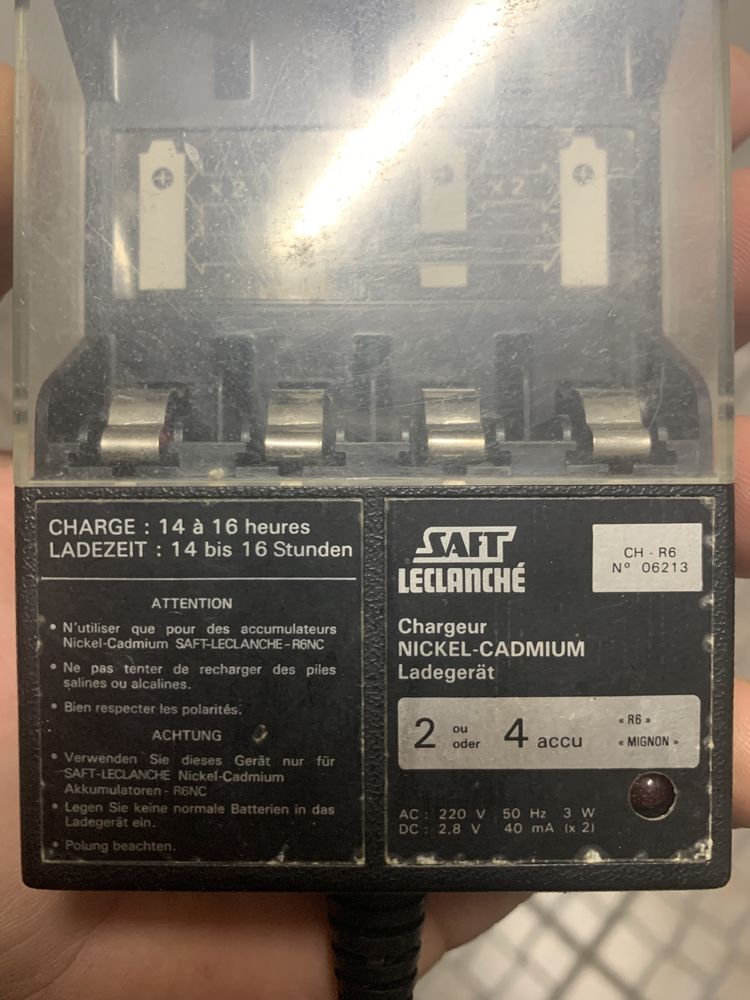 x 2
x 2
CHARGE : 14 à 16 heures
LADEZEIT : 14 bis 16 Stunden
ATTENTION
• N'utiliser que pour des accumulateurs
Nickel-Cadmium SAFT-LECLANCHE-R6NC
• Ne pas tenter de recharger des piles
salines ou alcalines.
• Bien respecter les polarités.
ACHTUNG
• Verwenden Sie dieses Gerät nur für
SAFT-LECLANCHE Nickel-Cadmium
Akkumulatoren - R6NC
• Legen Sie keine normale Batterien in das
Ladegerät ein.
• Polung beachten.
SAFT
LECLANCHÉ
CH - R6
N° 06213
Chargeur
NICKEL-CADMIUM
Ladegerät
2 ou oder 4 accu « R6 » « MIGNON »
AC : 220 V 50 Hz 3 W
DC : 2,8 V 40 mA (x 2)